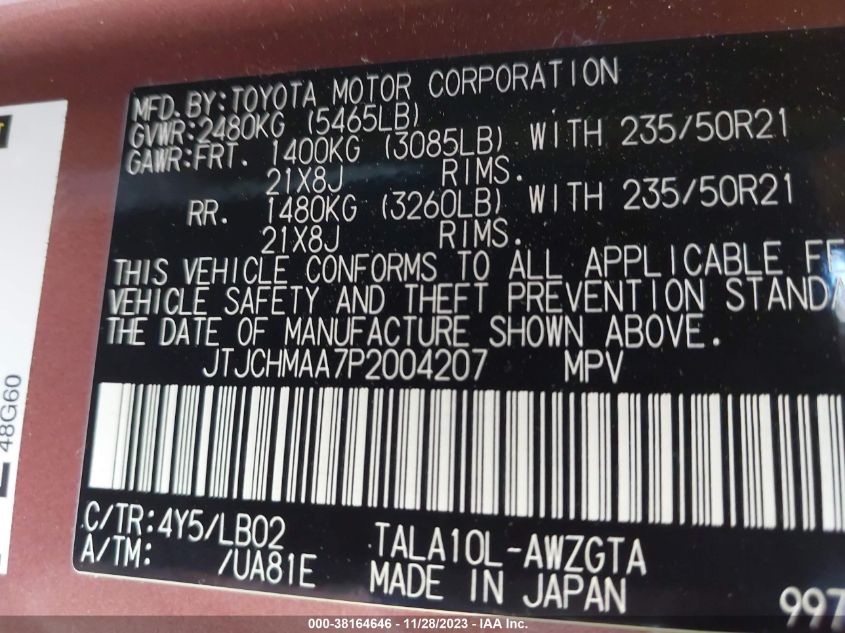 MFD. BY:TOYOTA MOTOR CORPORATION
GVWR:2480KG (5465LB)
GAWR:FRT. 1400KG (3085LB) WITH 235/50R21
21X8J RIMS.
RR. 1480KG (3260LB) WITH 235/50R21
21X8J RIMS.
THIS VEHICLE CONFORMS TO ALL APPLICABLE FE
VEHICLE SAFETY AND THEFT PREVENTION STANDA
THE DATE OF MANUFACTURE SHOWN ABOVE.
JTJCHMAA7P2004207 MPV
C/TR:4Y5/LB02 TALA10L-AWZGTA
A/TM: /UA81E MADE IN JAPAN 997
48G60
000-38164646 - 11/28/2023 - IAA Inc.